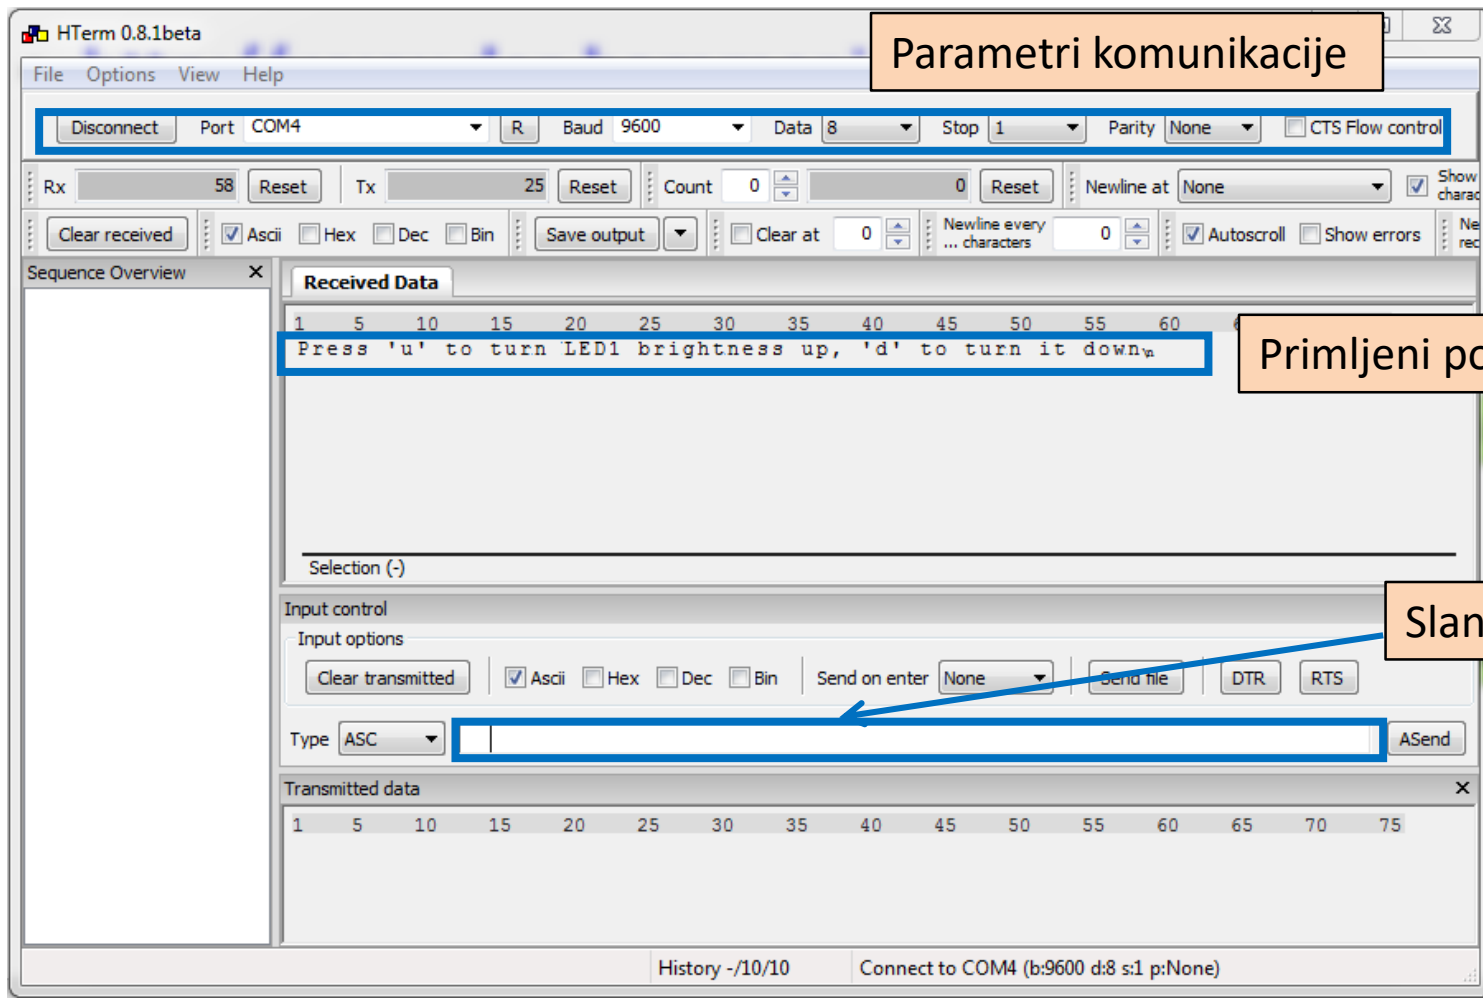 HTerm 0.8.1beta
Parametri komunikacije
File Options View Help
Disconnect Port COM4 R Baud 9600 Data 8 Stop 1 Parity None CTS Flow control
Rx 58 Reset Tx 25 Reset Count 0 0 Reset Newline at None Show
Clear received Ascii Hex Dec Bin Save output Clear at 0 Newline every
... characters 0 Autoscroll Show errors
Sequence Overview X
Received Data
1 5 10 15 20 25 30 35 40 45 50 55 60
Press 'u' to turn LED1 brightness up, 'd' to turn it down\n
Primljeni
Selection (-)
Input control
Input options
Clear transmitted Ascii Hex Dec Bin Send on enter None Send file DTR RTS
Type ASC ASend
Transmitted data X
1 5 10 15 20 25 30 35 40 45 50 55 60 65 70 75
History -/10/10 Connect to COM4 (b:9600 d:8 s:1 p:None)